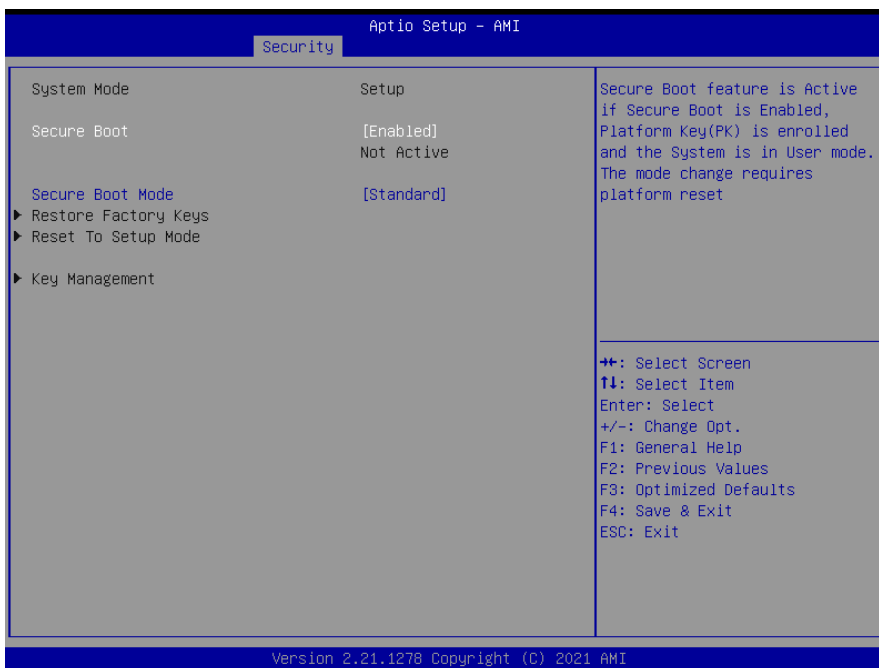 Aptio Setup - AMI
Security
System Mode Setup
Secure Boot [Enabled]
Not Active
Secure Boot Mode [Standard]
Restore Factory Keys
Reset To Setup Mode
Key Management
Secure Boot feature is Active
if Secure Boot is Enabled,
Platform Key(PK) is enrolled
and the System is in User mode.
The mode change requires
platform reset
→←: Select Screen
↑↓: Select Item
Enter: Select
+/-: Change Opt.
F1: General Help
F2: Previous Values
F3: Optimized Defaults
F4: Save & Exit
ESC: Exit
Version 2.21.1278 Copyright (C) 2021 AMI